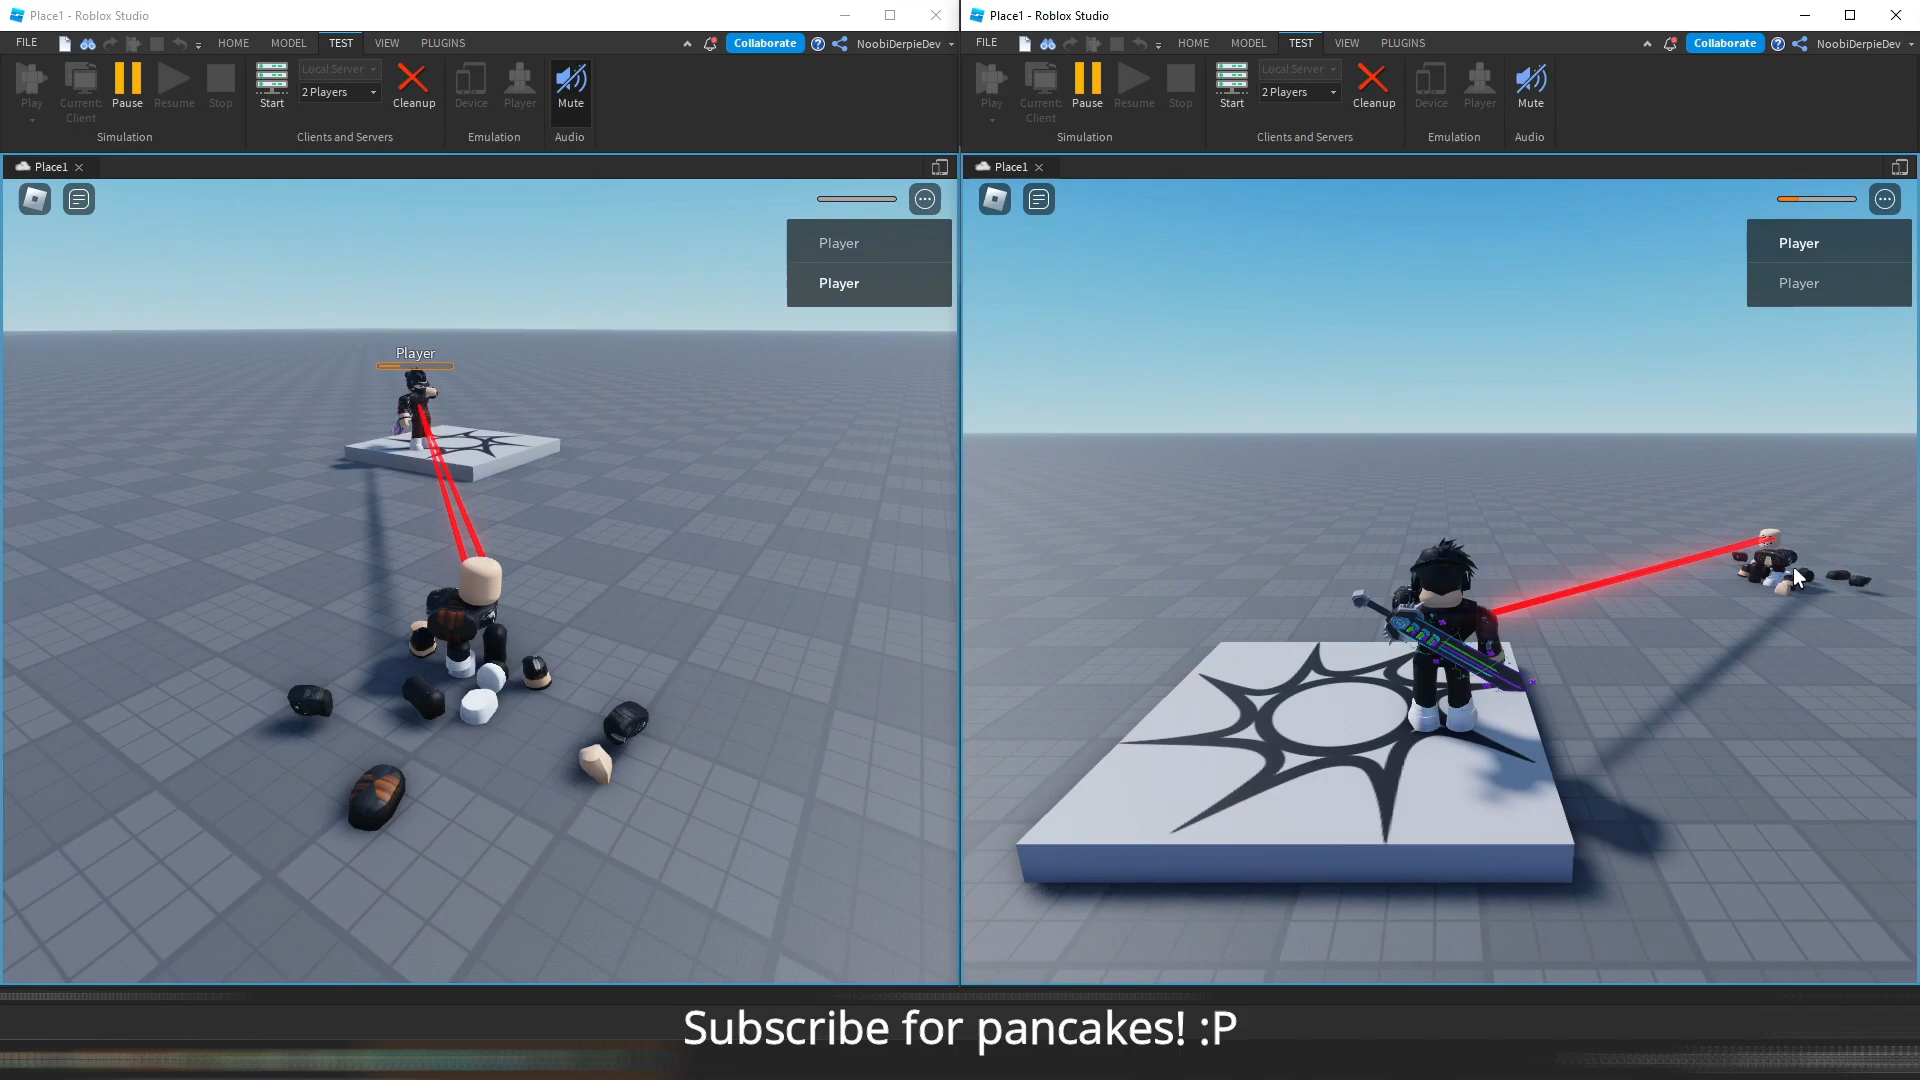 Place1 - Roblox Studio
FILE HOME MODEL TEST VIEW PLUGINS Collaborate NoobiDerpieDev
Play Current: Client Pause Resume Stop Start Local Server 2 Players Cleanup Device Player Mute
Simulation Clients and Servers Emulation Audio
Place1
Player
Player
Player
Place1 - Roblox Studio
FILE HOME MODEL TEST VIEW PLUGINS Collaborate NoobiDerpieDev
Play Current: Client Pause Resume Stop Start Local Server 2 Players Cleanup Device Player Mute
Simulation Clients and Servers Emulation Audio
Place1
Player
Player
Subscribe for pancakes! :P